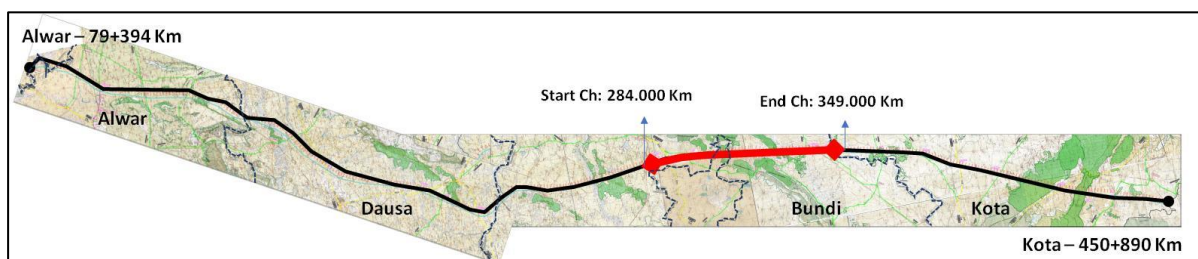 Alwar – 79+394 Km
Start Ch: 284.000 Km
End Ch: 349.000 Km
Alwar
Dausa
Bundi
Kota
Kota – 450+890 Km